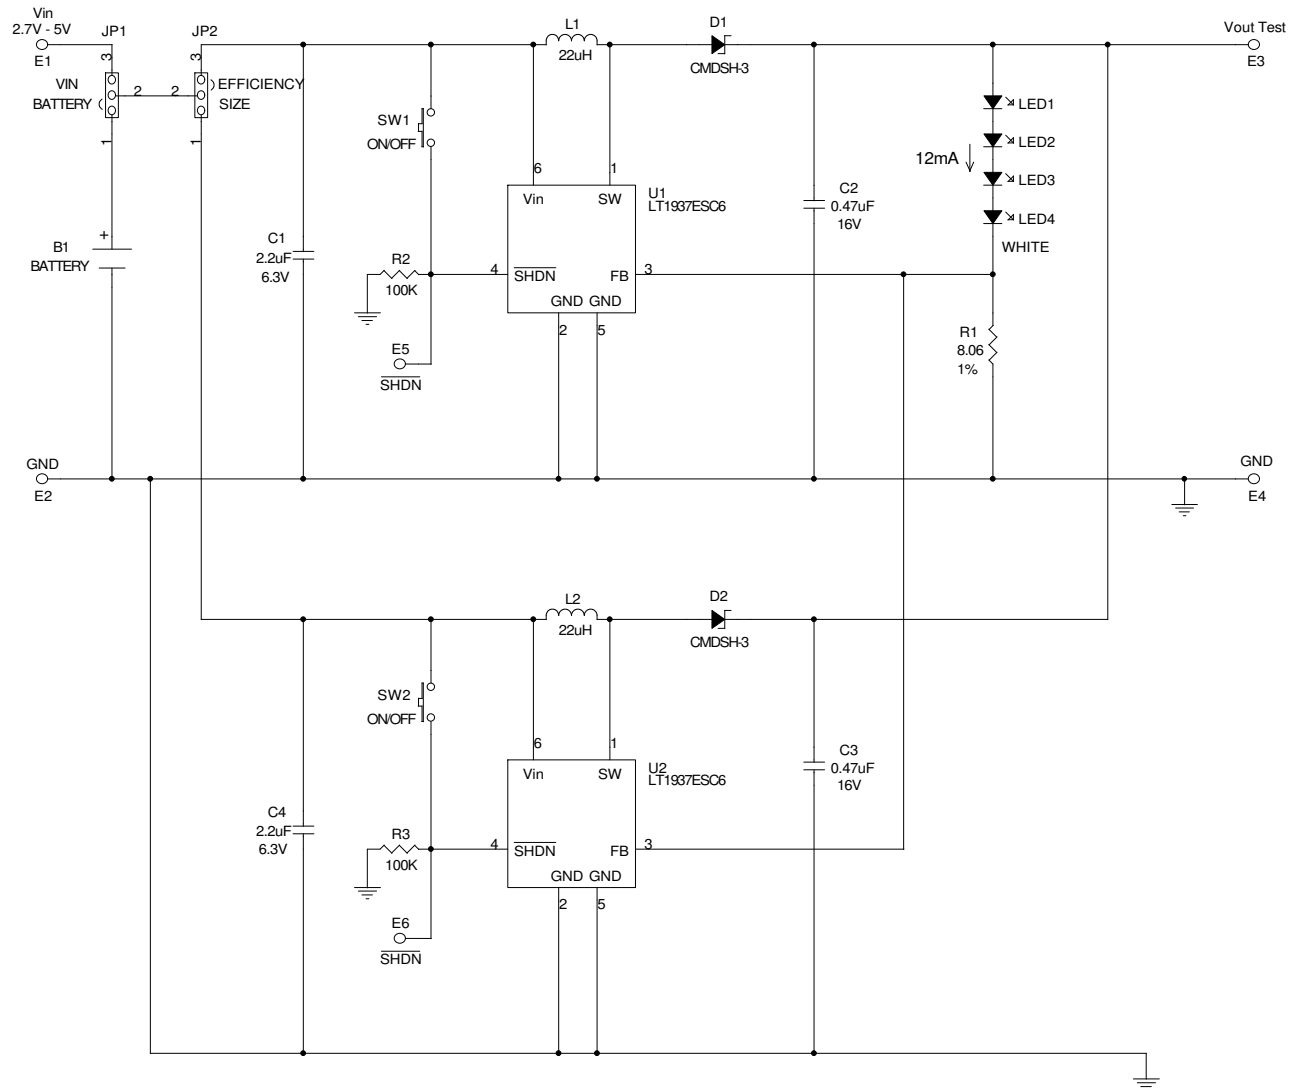 Vin
2.7V - 5V
E1
JP1
3
VIN
BATTERY
2
1
JP2
3
EFFICIENCY
SIZE
2
1
B1
BATTERY
+
C1
2.2uF
6.3V
SW1
ON/OFF
R2
100K
E5
SHDN
L1
22uH
D1
CMDSH-3
6
1
Vin
SW
U1
LT1937ESC6
4
SHDN
FB
3
GND
GND
2
5
C2
0.47uF
16V
12mA
LED1
LED2
LED3
LED4
WHITE
R1
8.06
1%
Vout Test
E3
GND
E2
GND
E4
L2
22uH
D2
CMDSH-3
SW2
ON/OFF
6
1
Vin
SW
U2
LT1937ESC6
C3
0.47uF
16V
C4
2.2uF
6.3V
R3
100K
4
SHDN
FB
3
GND
GND
2
5
E6
SHDN